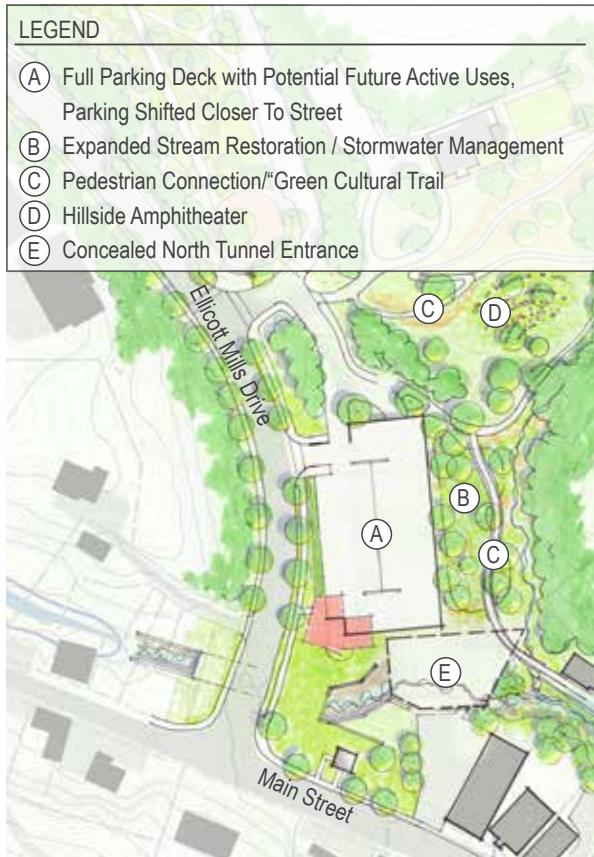 LEGEND
A Full Parking Deck with Potential Future Active Uses,
Parking Shifted Closer To Street
B Expanded Stream Restoration / Stormwater Management
C Pedestrian Connection/“Green Cultural Trail
D Hillside Amphitheater
E Concealed North Tunnel Entrance
Ellicott Mills Drive
C
D
B
A
C
E
Main Street